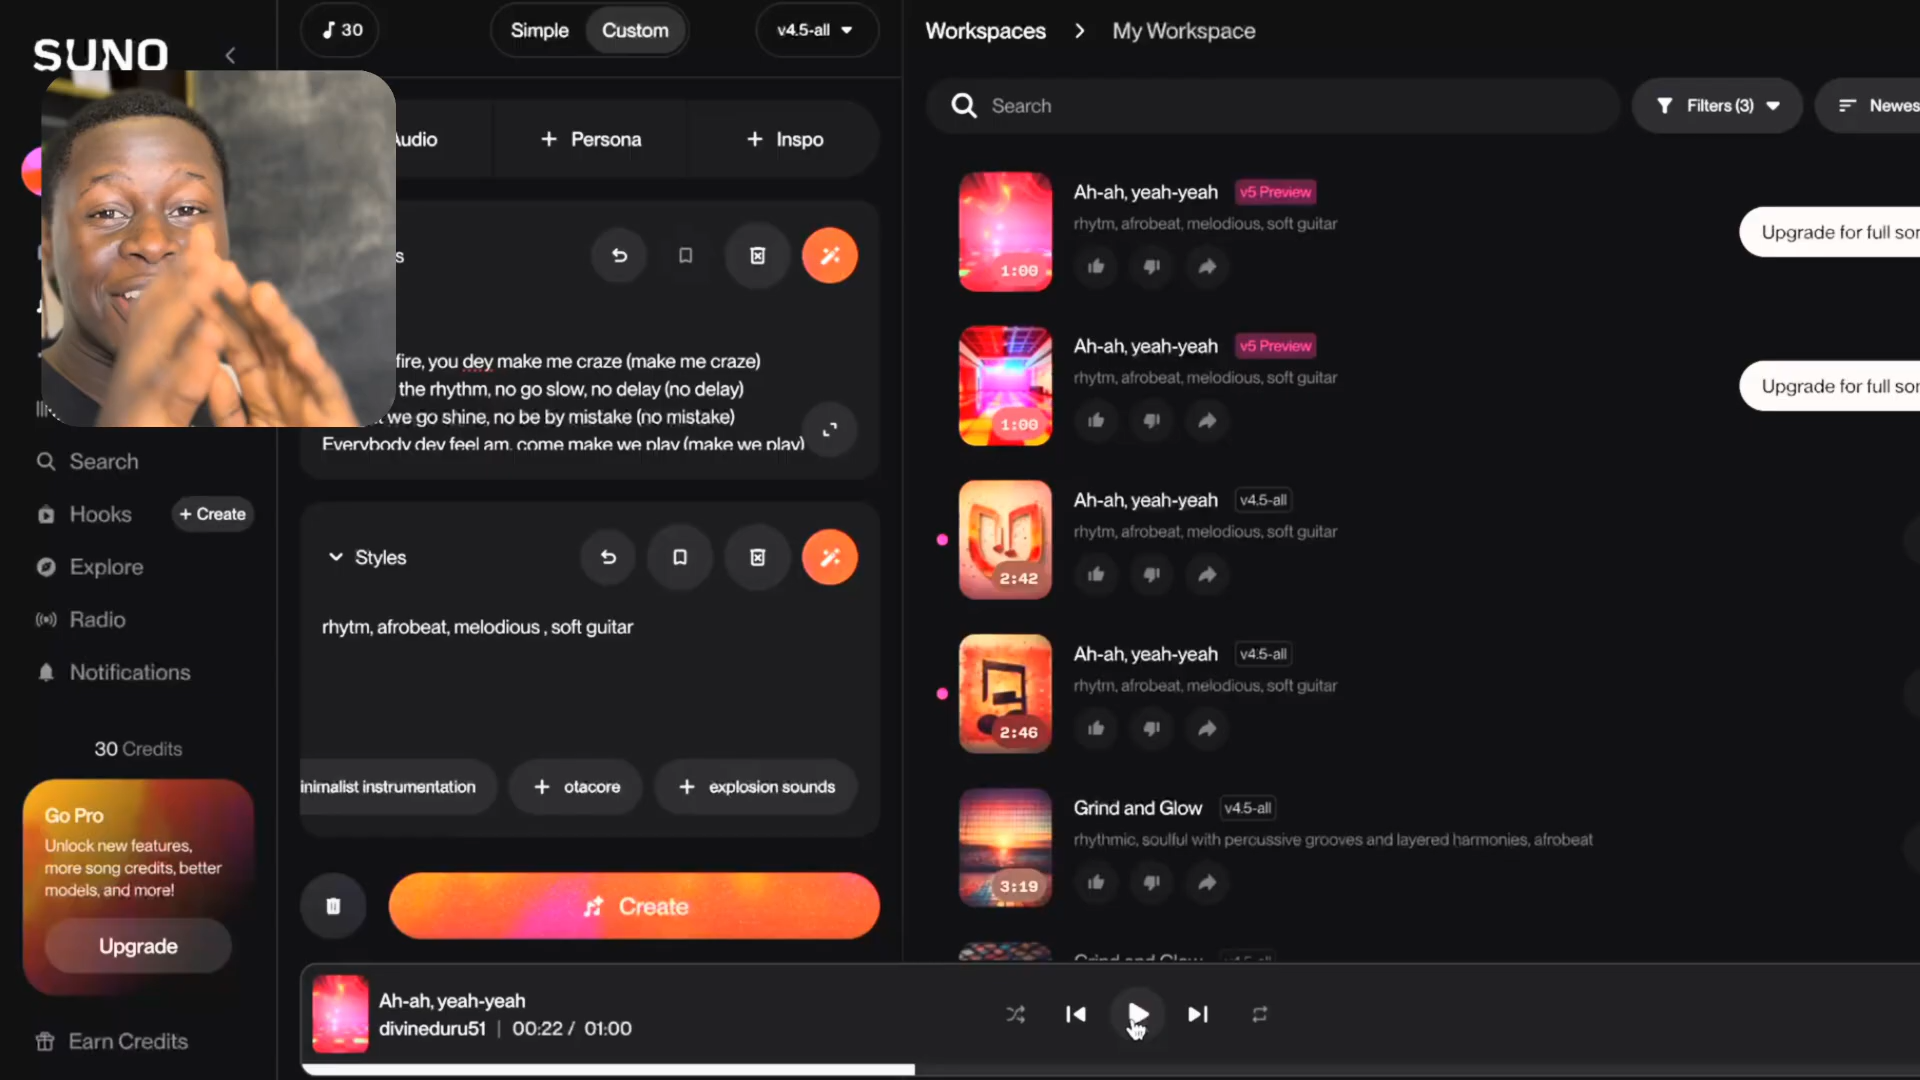 SUNO
30
Simple
Custom
v4.5-all
Workspaces
My Workspace
Search
Filters (3)
Newes
Audio
+ Persona
+ Inspo
s
fire, you dey make me craze (make me craze)
the rhythm, no go slow, no delay (no delay)
we go shine, no be by mistake (no mistake)
Everybody dey feel am, come make we play (make we play)
Search
Hooks
+ Create
Explore
Radio
Notifications
30 Credits
Go Pro
Unlock new features,
more song credits, better
models, and more!
Upgrade
Earn Credits
Styles
rhytm, afrobeat, melodious , soft guitar
inimalist instrumentation
+ otacore
+ explosion sounds
Create
Ah-ah, yeah-yeah v5 Preview
rhytm, afrobeat, melodious, soft guitar
1:00
Upgrade for full sor
Ah-ah, yeah-yeah v5 Preview
rhytm, afrobeat, melodious, soft guitar
1:00
Upgrade for full sor
Ah-ah, yeah-yeah v4.5-all
rhytm, afrobeat, melodious, soft guitar
2:42
Ah-ah, yeah-yeah v4.5-all
rhytm, afrobeat, melodious, soft guitar
2:46
Grind and Glow v4.5-all
rhythmic, soulful with percussive grooves and layered harmonies, afrobeat
3:19
Grind and Glow v4.5-all
Ah-ah, yeah-yeah
divineduru51 | 00:22 / 01:00